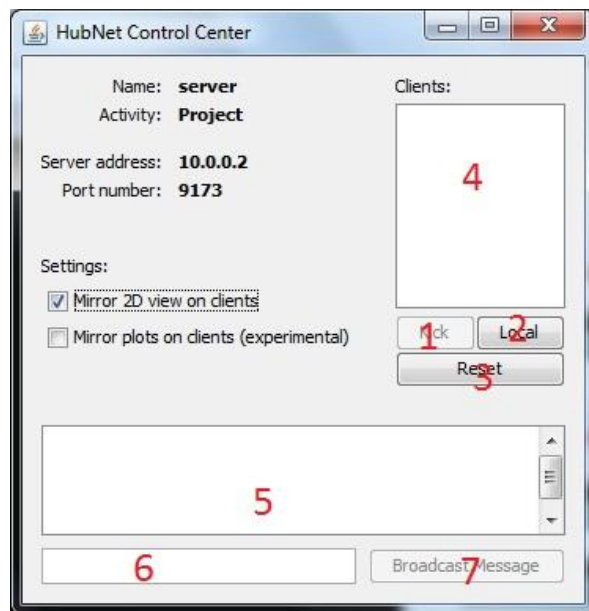 HubNet Control Center
Name: server
Activity: Project
Server address: 10.0.0.2
Port number: 9173
Clients:
4
Settings:
Mirror 2D view on clients
Mirror plots on clients (experimental)
Kick
1
Local
2
Reset
3
5
6
Broadcast Message
7